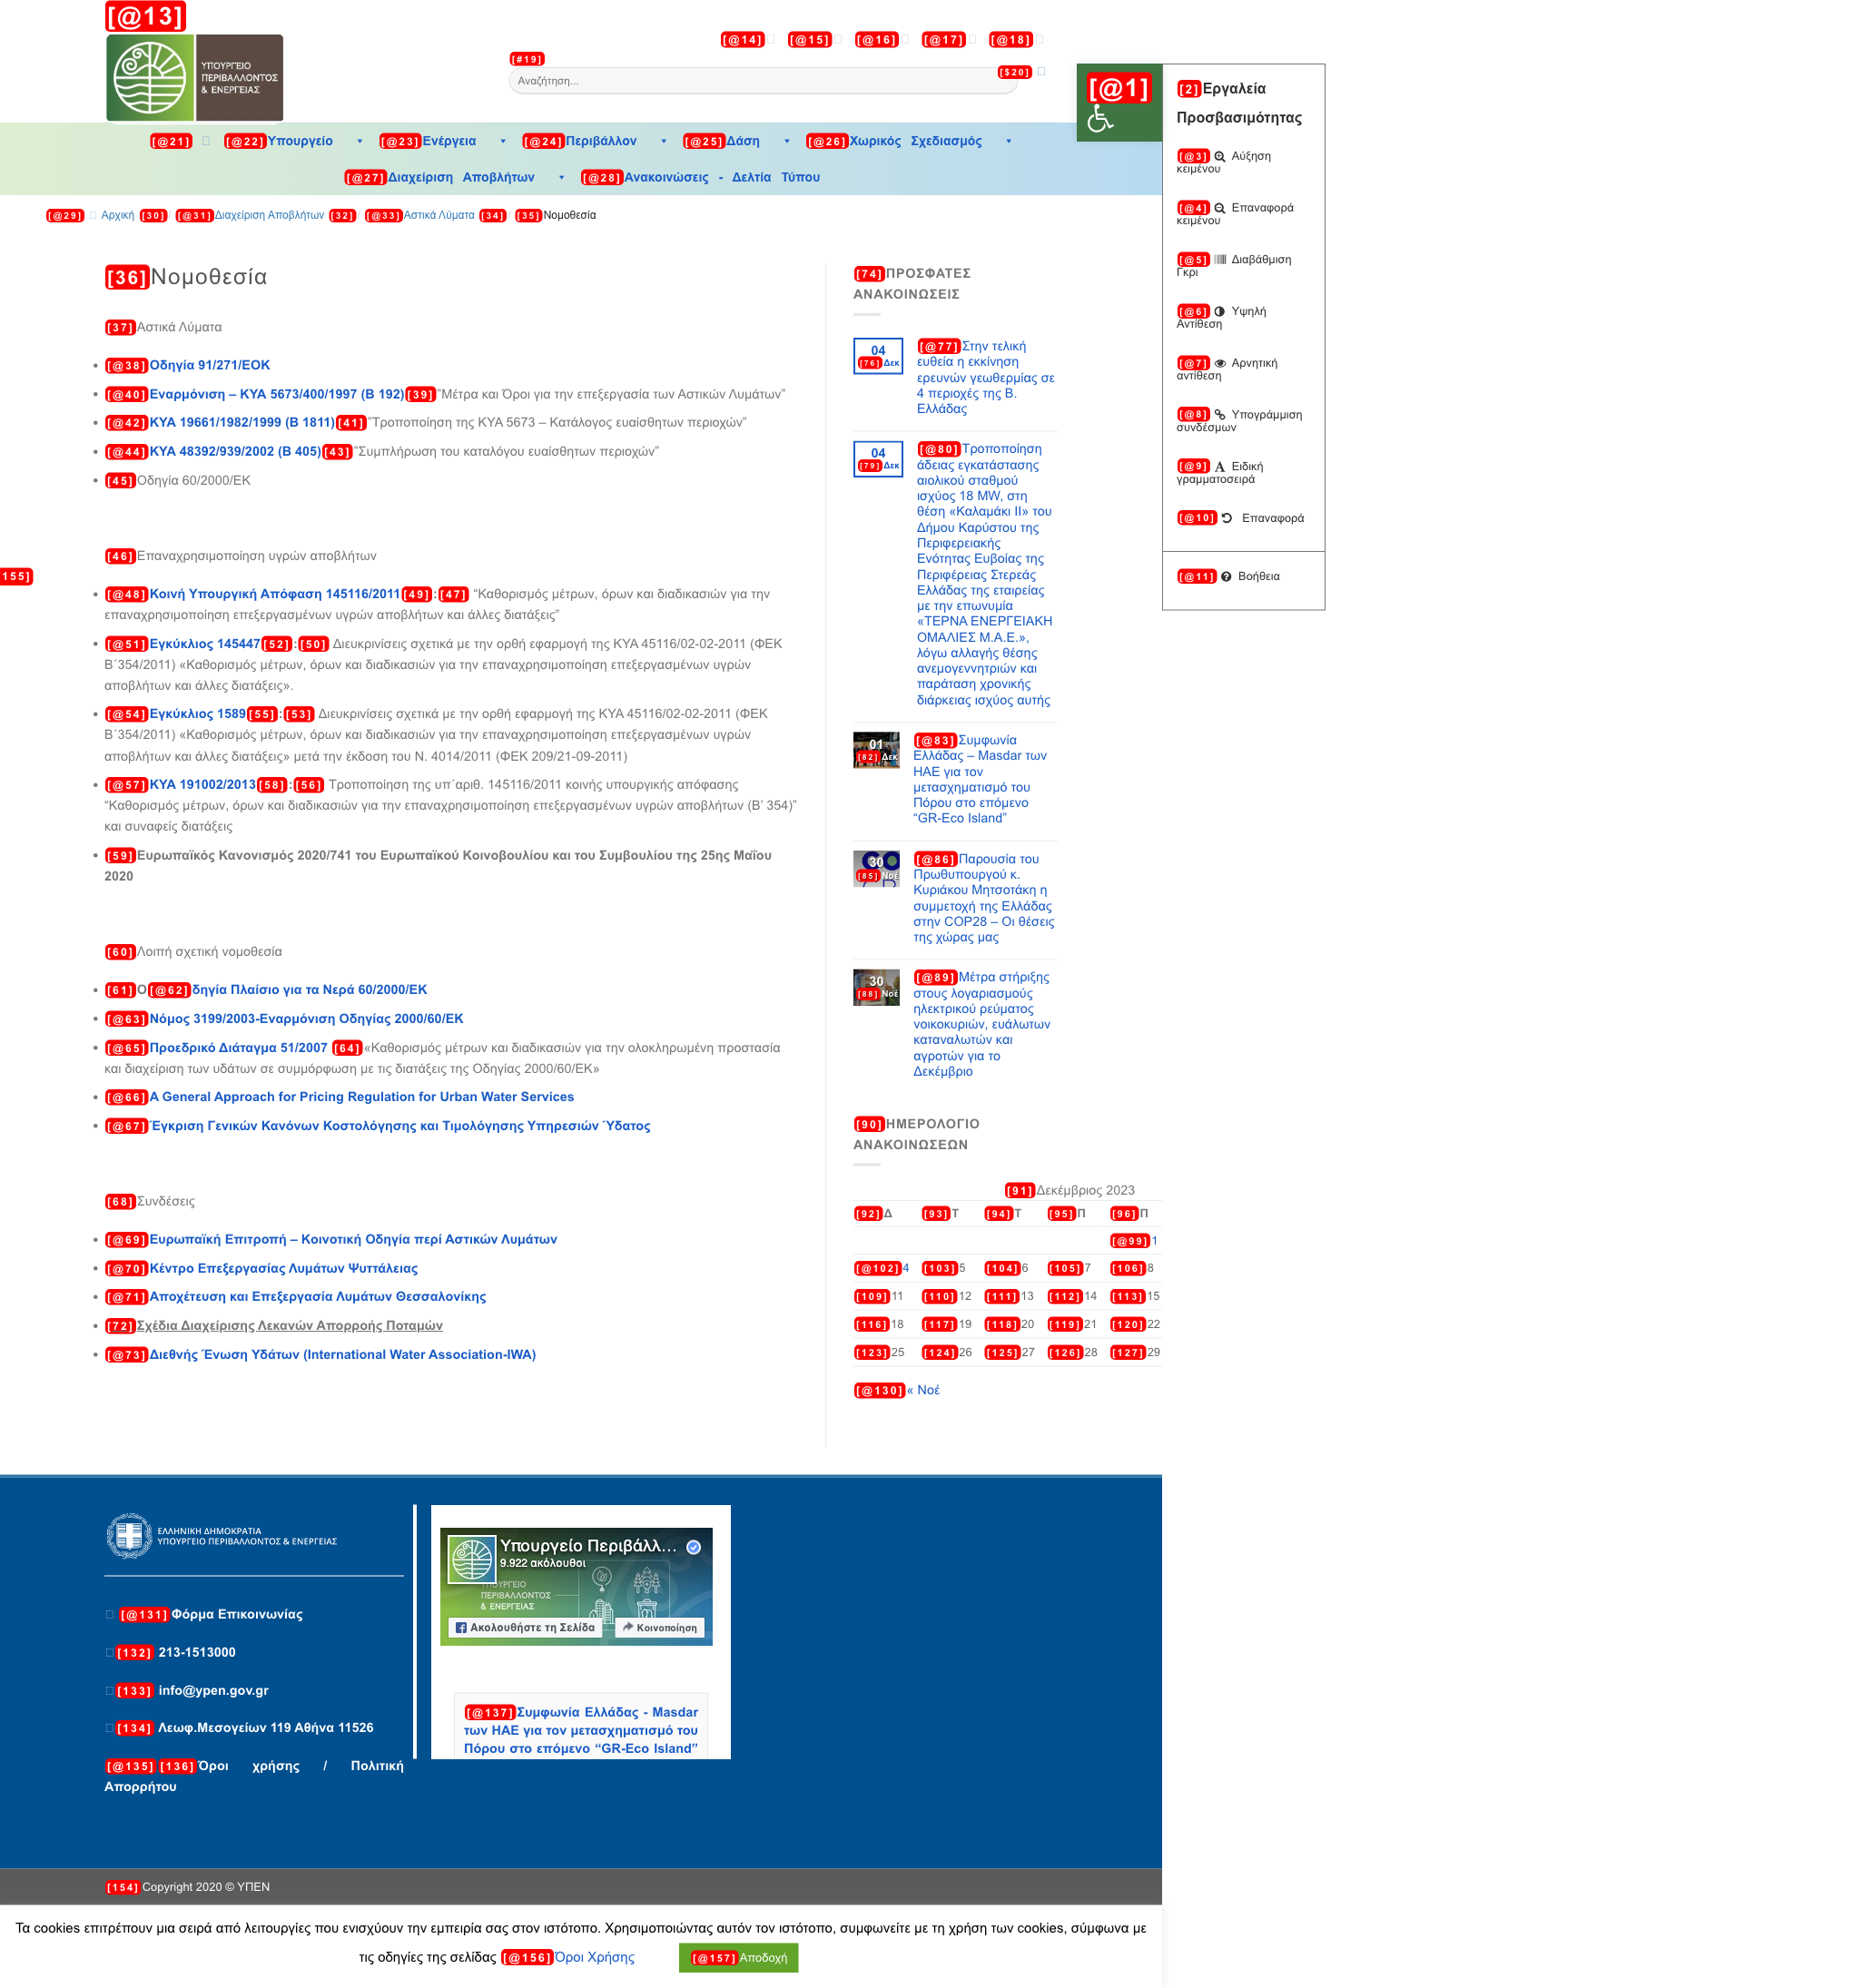 [@13]
ΥΠΟΥΡΓΕΙΟ
ΠΕΡΙΒΑΛΛΟΝΤΟΣ
& ΕΝΕΡΓΕΙΑΣ
[@14] [@15] [@16] [@17] [@18]
[#19]
Αναζήτηση...
[$20]
[@1]
[2]Εργαλεία
Προσβασιμότητας
[@3] Αύξηση
κειμένου
[@4] Επαναφορά
κειμένου
[@5] Διαβάθμιση
Γκρι
[@6] Υψηλή
Αντίθεση
[@7] Αρνητική
αντίθεση
[@8] Υπογράμμιση
συνδέσμων
[@9] Ειδική
γραμματοσειρά
[@10] Επαναφορά
[@11] Βοήθεια
[@21] [@22]Υπουργείο [@23]Ενέργεια [@24]Περιβάλλον [@25]Δάση [@26]Χωρικός Σχεδιασμός
[@27]Διαχείριση Αποβλήτων [@28]Ανακοινώσεις - Δελτία Τύπου
[@29] Αρχική [30]/ [@31]Διαχείριση Αποβλήτων [32]/ [@33]Αστικά Λύματα [34]/ [35]Νομοθεσία
[36]Νομοθεσία
[37]Αστικά Λύματα
[@38]Οδηγία 91/271/ΕΟΚ
[@40]Εναρμόνιση – ΚΥΑ 5673/400/1997 (Β 192)[39]”Μέτρα και Όροι για την επεξεργασία των Αστικών Λυμάτων”
[@42]ΚΥΑ 19661/1982/1999 (Β 1811)[41]”Τροποποίηση της ΚΥΑ 5673 – Κατάλογος ευαίσθητων περιοχών”
[@44]ΚΥΑ 48392/939/2002 (Β 405)[43]”Συμπλήρωση του καταλόγου ευαίσθητων περιοχών”
[45]Οδηγία 60/2000/ΕΚ
[46]Επαναχρησιμοποίηση υγρών αποβλήτων
155]
[@48]Κοινή Υπουργική Απόφαση 145116/2011[49]:[47] “Καθορισμός μέτρων, όρων και διαδικασιών για την
επαναχρησιμοποίηση επεξεργασμένων υγρών αποβλήτων και άλλες διατάξεις”
[@51]Εγκύκλιος 145447[52]:[50] Διευκρινίσεις σχετικά με την ορθή εφαρμογή της ΚΥΑ 45116/02-02-2011 (ΦΕΚ
Β΄354/2011) «Καθορισμός μέτρων, όρων και διαδικασιών για την επαναχρησιμοποίηση επεξεργασμένων υγρών
αποβλήτων και άλλες διατάξεις».
[@54]Εγκύκλιος 1589[55]:[53] Διευκρινίσεις σχετικά με την ορθή εφαρμογή της ΚΥΑ 45116/02-02-2011 (ΦΕΚ
Β΄354/2011) «Καθορισμός μέτρων, όρων και διαδικασιών για την επαναχρησιμοποίηση επεξεργασμένων υγρών
αποβλήτων και άλλες διατάξεις» μετά την έκδοση του Ν. 4014/2011 (ΦΕΚ 209/21-09-2011)
[@57]ΚΥΑ 191002/2013[58]:[56] Τροποποίηση της υπ΄αριθ. 145116/2011 κοινής υπουργικής απόφασης
“Καθορισμός μέτρων, όρων και διαδικασιών για την επαναχρησιμοποίηση επεξεργασμένων υγρών αποβλήτων (Β’ 354)”
και συναφείς διατάξεις
[59]Ευρωπαϊκός Κανονισμός 2020/741 του Ευρωπαϊκού Κοινοβουλίου και του Συμβουλίου της 25ης Μαΐου
2020
[60]Λοιπή σχετική νομοθεσία
[61]Ο[@62]δηγία Πλαίσιο για τα Νερά 60/2000/ΕΚ
[@63]Νόμος 3199/2003-Εναρμόνιση Οδηγίας 2000/60/ΕΚ
[@65]Προεδρικό Διάταγμα 51/2007 [64]«Καθορισμός μέτρων και διαδικασιών για την ολοκληρωμένη προστασία
και διαχείριση των υδάτων σε συμμόρφωση με τις διατάξεις της Οδηγίας 2000/60/ΕΚ»
[@66]A General Approach for Pricing Regulation for Urban Water Services
[@67]Έγκριση Γενικών Κανόνων Κοστολόγησης και Τιμολόγησης Υπηρεσιών Ύδατος
[68]Συνδέσεις
[@69]Ευρωπαϊκή Επιτροπή – Κοινοτική Οδηγία περί Αστικών Λυμάτων
[@70]Κέντρο Επεξεργασίας Λυμάτων Ψυττάλειας
[@71]Αποχέτευση και Επεξεργασία Λυμάτων Θεσσαλονίκης
[72]Σχέδια Διαχείρισης Λεκανών Απορροής Ποταμών
[@73]Διεθνής Ένωση Υδάτων (International Water Association-IWA)
[74]ΠΡΟΣΦΑΤΕΣ
ΑΝΑΚΟΙΝΩΣΕΙΣ
04
[76]Δεκ
[@77]Στην τελική
ευθεία η εκκίνηση
ερευνών γεωθερμίας σε
4 περιοχές της Β.
Ελλάδας
04
[79]Δεκ
[@80]Τροποποίηση
άδειας εγκατάστασης
αιολικού σταθμού
ισχύος 18 MW, στη
θέση «Καλαμάκι ΙΙ» του
Δήμου Καρύστου της
Περιφερειακής
Ενότητας Ευβοίας της
Περιφέρειας Στερεάς
Ελλάδας της εταιρείας
με την επωνυμία
«ΤΕΡΝΑ ΕΝΕΡΓΕΙΑΚΗ
ΟΜΑΛΙΕΣ Μ.Α.Ε.»,
λόγω αλλαγής θέσης
ανεμογεννητριών και
παράταση χρονικής
διάρκειας ισχύος αυτής
01
[82]Δεκ
[@83]Συμφωνία
Ελλάδας – Masdar των
ΗΑΕ για τον
μετασχηματισμό του
Πόρου στο επόμενο
“GR-Eco Island”
30
[85]Νοέ
[@86]Παρουσία του
Πρωθυπουργού κ.
Κυριάκου Μητσοτάκη η
συμμετοχή της Ελλάδας
στην COP28 – Οι θέσεις
της χώρας μας
30
[88]Νοέ
[@89]Μέτρα στήριξης
στους λογαριασμούς
ηλεκτρικού ρεύματος
νοικοκυριών, ευάλωτων
καταναλωτών και
αγροτών για το
Δεκέμβριο
[90]ΗΜΕΡΟΛΟΓΙΟ
ΑΝΑΚΟΙΝΩΣΕΩΝ
[91]Δεκέμβριος 2023
[92]Δ [93]Τ [94]Τ [95]Π [96]Π
[@99]1
[@102]4 [103]5 [104]6 [105]7 [106]8
[109]11 [110]12 [111]13 [112]14 [113]15
[116]18 [117]19 [118]20 [119]21 [120]22
[123]25 [124]26 [125]27 [126]28 [127]29
[@130]« Νοέ
ΕΛΛΗΝΙΚΗ ΔΗΜΟΚΡΑΤΙΑ
ΥΠΟΥΡΓΕΙΟ ΠΕΡΙΒΑΛΛΟΝΤΟΣ & ΕΝΕΡΓΕΙΑΣ
[@131]Φόρμα Επικοινωνίας
[132] 213-1513000
[133] info@ypen.gov.gr
[134] Λεωφ.Μεσογείων 119 Αθήνα 11526
[@135][136]Όροι χρήσης / Πολιτική
Απορρήτου
Υπουργείο Περιβάλλ...
9.922 ακόλουθοι
ΥΠΟΥΡΓΕΙΟ
ΠΕΡΙΒΑΛΛΟΝΤΟΣ
& ΕΝΕΡΓΕΙΑΣ
Ακολουθήστε τη Σελίδα
Κοινοποίηση
[@137]Συμφωνία Ελλάδας - Masdar
των ΗΑΕ για τον μετασχηματισμό του
Πόρου στο επόμενο “GR-Eco Island”
[154]Copyright 2020 © ΥΠΕΝ
Τα cookies επιτρέπουν μια σειρά από λειτουργίες που ενισχύουν την εμπειρία σας στον ιστότοπο. Χρησιμοποιώντας αυτόν τον ιστότοπο, συμφωνείτε με τη χρήση των cookies, σύμφωνα με
τις οδηγίες της σελίδας [@156]Όροι Χρήσης [@157]Αποδοχή